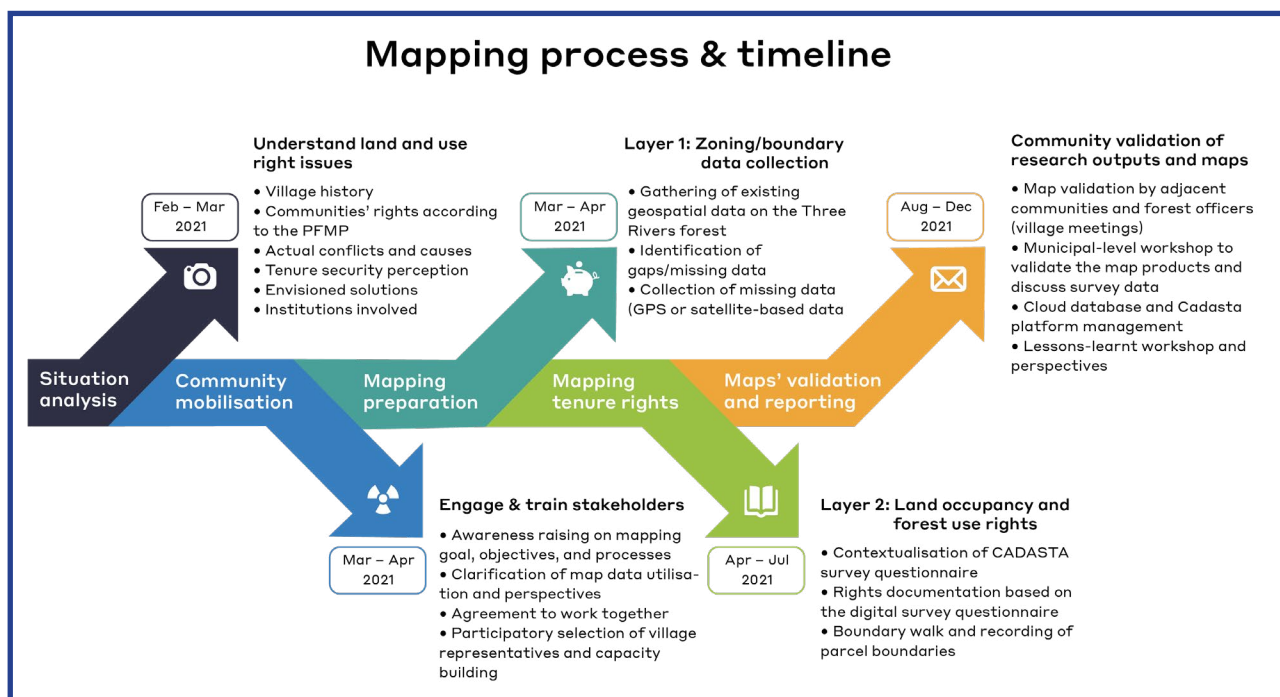 Mapping process & timeline
Feb – Mar
2021
Understand land and use
right issues
• Village history
• Communities’ rights according
to the PFMP
• Actual conflicts and causes
• Tenure security perception
• Envisioned solutions
• Institutions involved
Mar – Apr
2021
Layer 1: Zoning/boundary
data collection
• Gathering of existing
geospatial data on the Three
Rivers forest
• Identification of
gaps/missing data
• Collection of missing data
(GPS or satellite-based data
Aug – Dec
2021
Community validation of
research outputs and maps
• Map validation by adjacent
communities and forest officers
(village meetings)
• Municipal-level workshop to
validate the map products and
discuss survey data
• Cloud database and Cadasta
platform management
• Lessons-learnt workshop and
perspectives
Situation
analysis
Community
mobilisation
Mapping
preparation
Mapping
tenure rights
Maps’ validation
and reporting
Mar – Apr
2021
Engage & train stakeholders
• Awareness raising on mapping
goal, objectives, and processes
• Clarification of map data utilisa-
tion and perspectives
• Agreement to work together
• Participatory selection of village
representatives and capacity
building
Apr – Jul
2021
Layer 2: Land occupancy and
forest use rights
• Contextualisation of CADASTA
survey questionnaire
• Rights documentation based on
the digital survey questionnaire
• Boundary walk and recording of
parcel boundaries